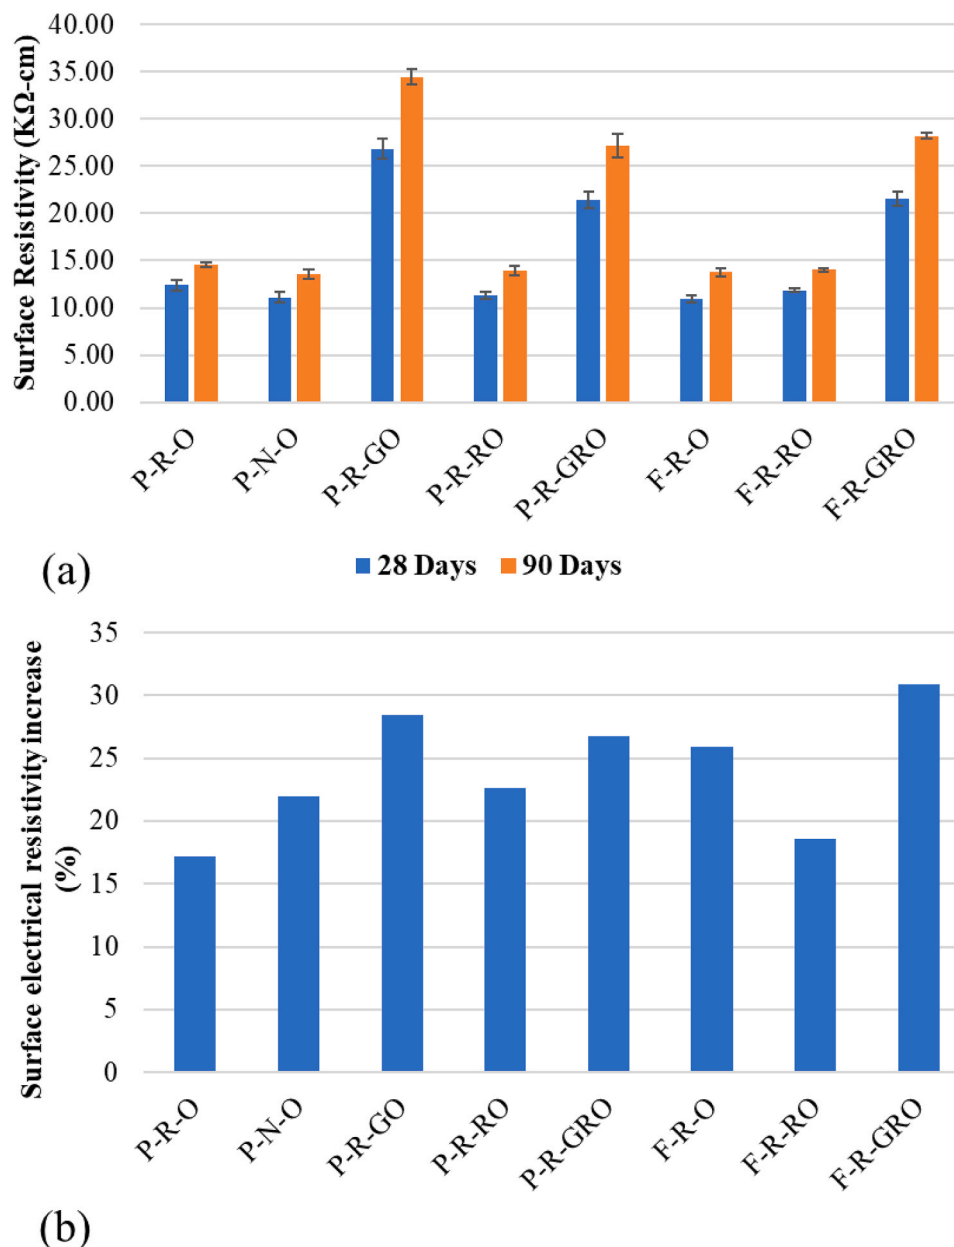 Surface Resistivity (KΩ-cm)
40.00
35.00
30.00
25.00
20.00
15.00
10.00
5.00
0.00
P-R-O
P-N-O
P-R-GO
P-R-RO
P-R-GRO
F-R-O
F-R-RO
F-R-GRO
(a)
28 Days 90 Days
Surface electrical resistivity increase
(%)
35
30
25
20
15
10
5
0
P-R-O
P-N-O
P-R-GO
P-R-RO
P-R-GRO
F-R-O
F-R-RO
F-R-GRO
(b)